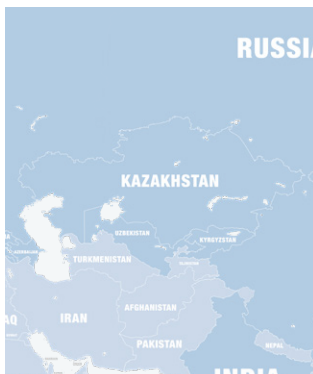 RUSSIA
KAZAKHSTAN
UZBEKISTAN
KYRGYZSTAN
TURKMENISTAN
AFGHANISTAN
IRAN
PAKISTAN
NEPAL
INDIA